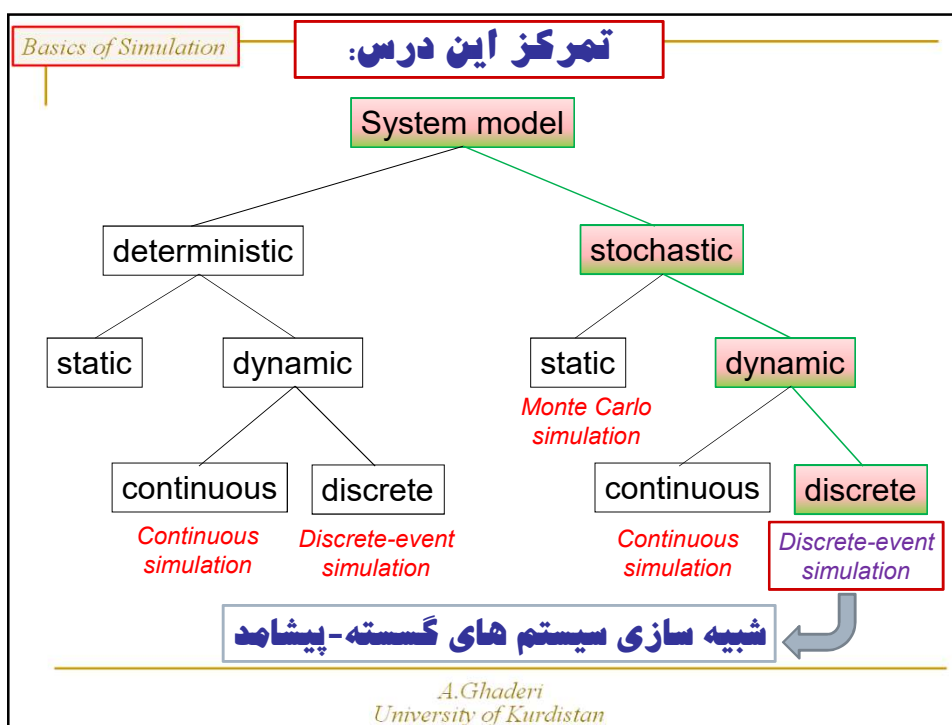 Basics of Simulation
تمرکز این درس:
System model
deterministic
stochastic
static
dynamic
static
dynamic
Monte Carlo
simulation
continuous
discrete
continuous
discrete
Continuous
simulation
Discrete-event
simulation
Continuous
simulation
Discrete-event
simulation
شبیه سازی سیستم های گسسته-پیشامد
A.Ghaderi
University of Kurdistan